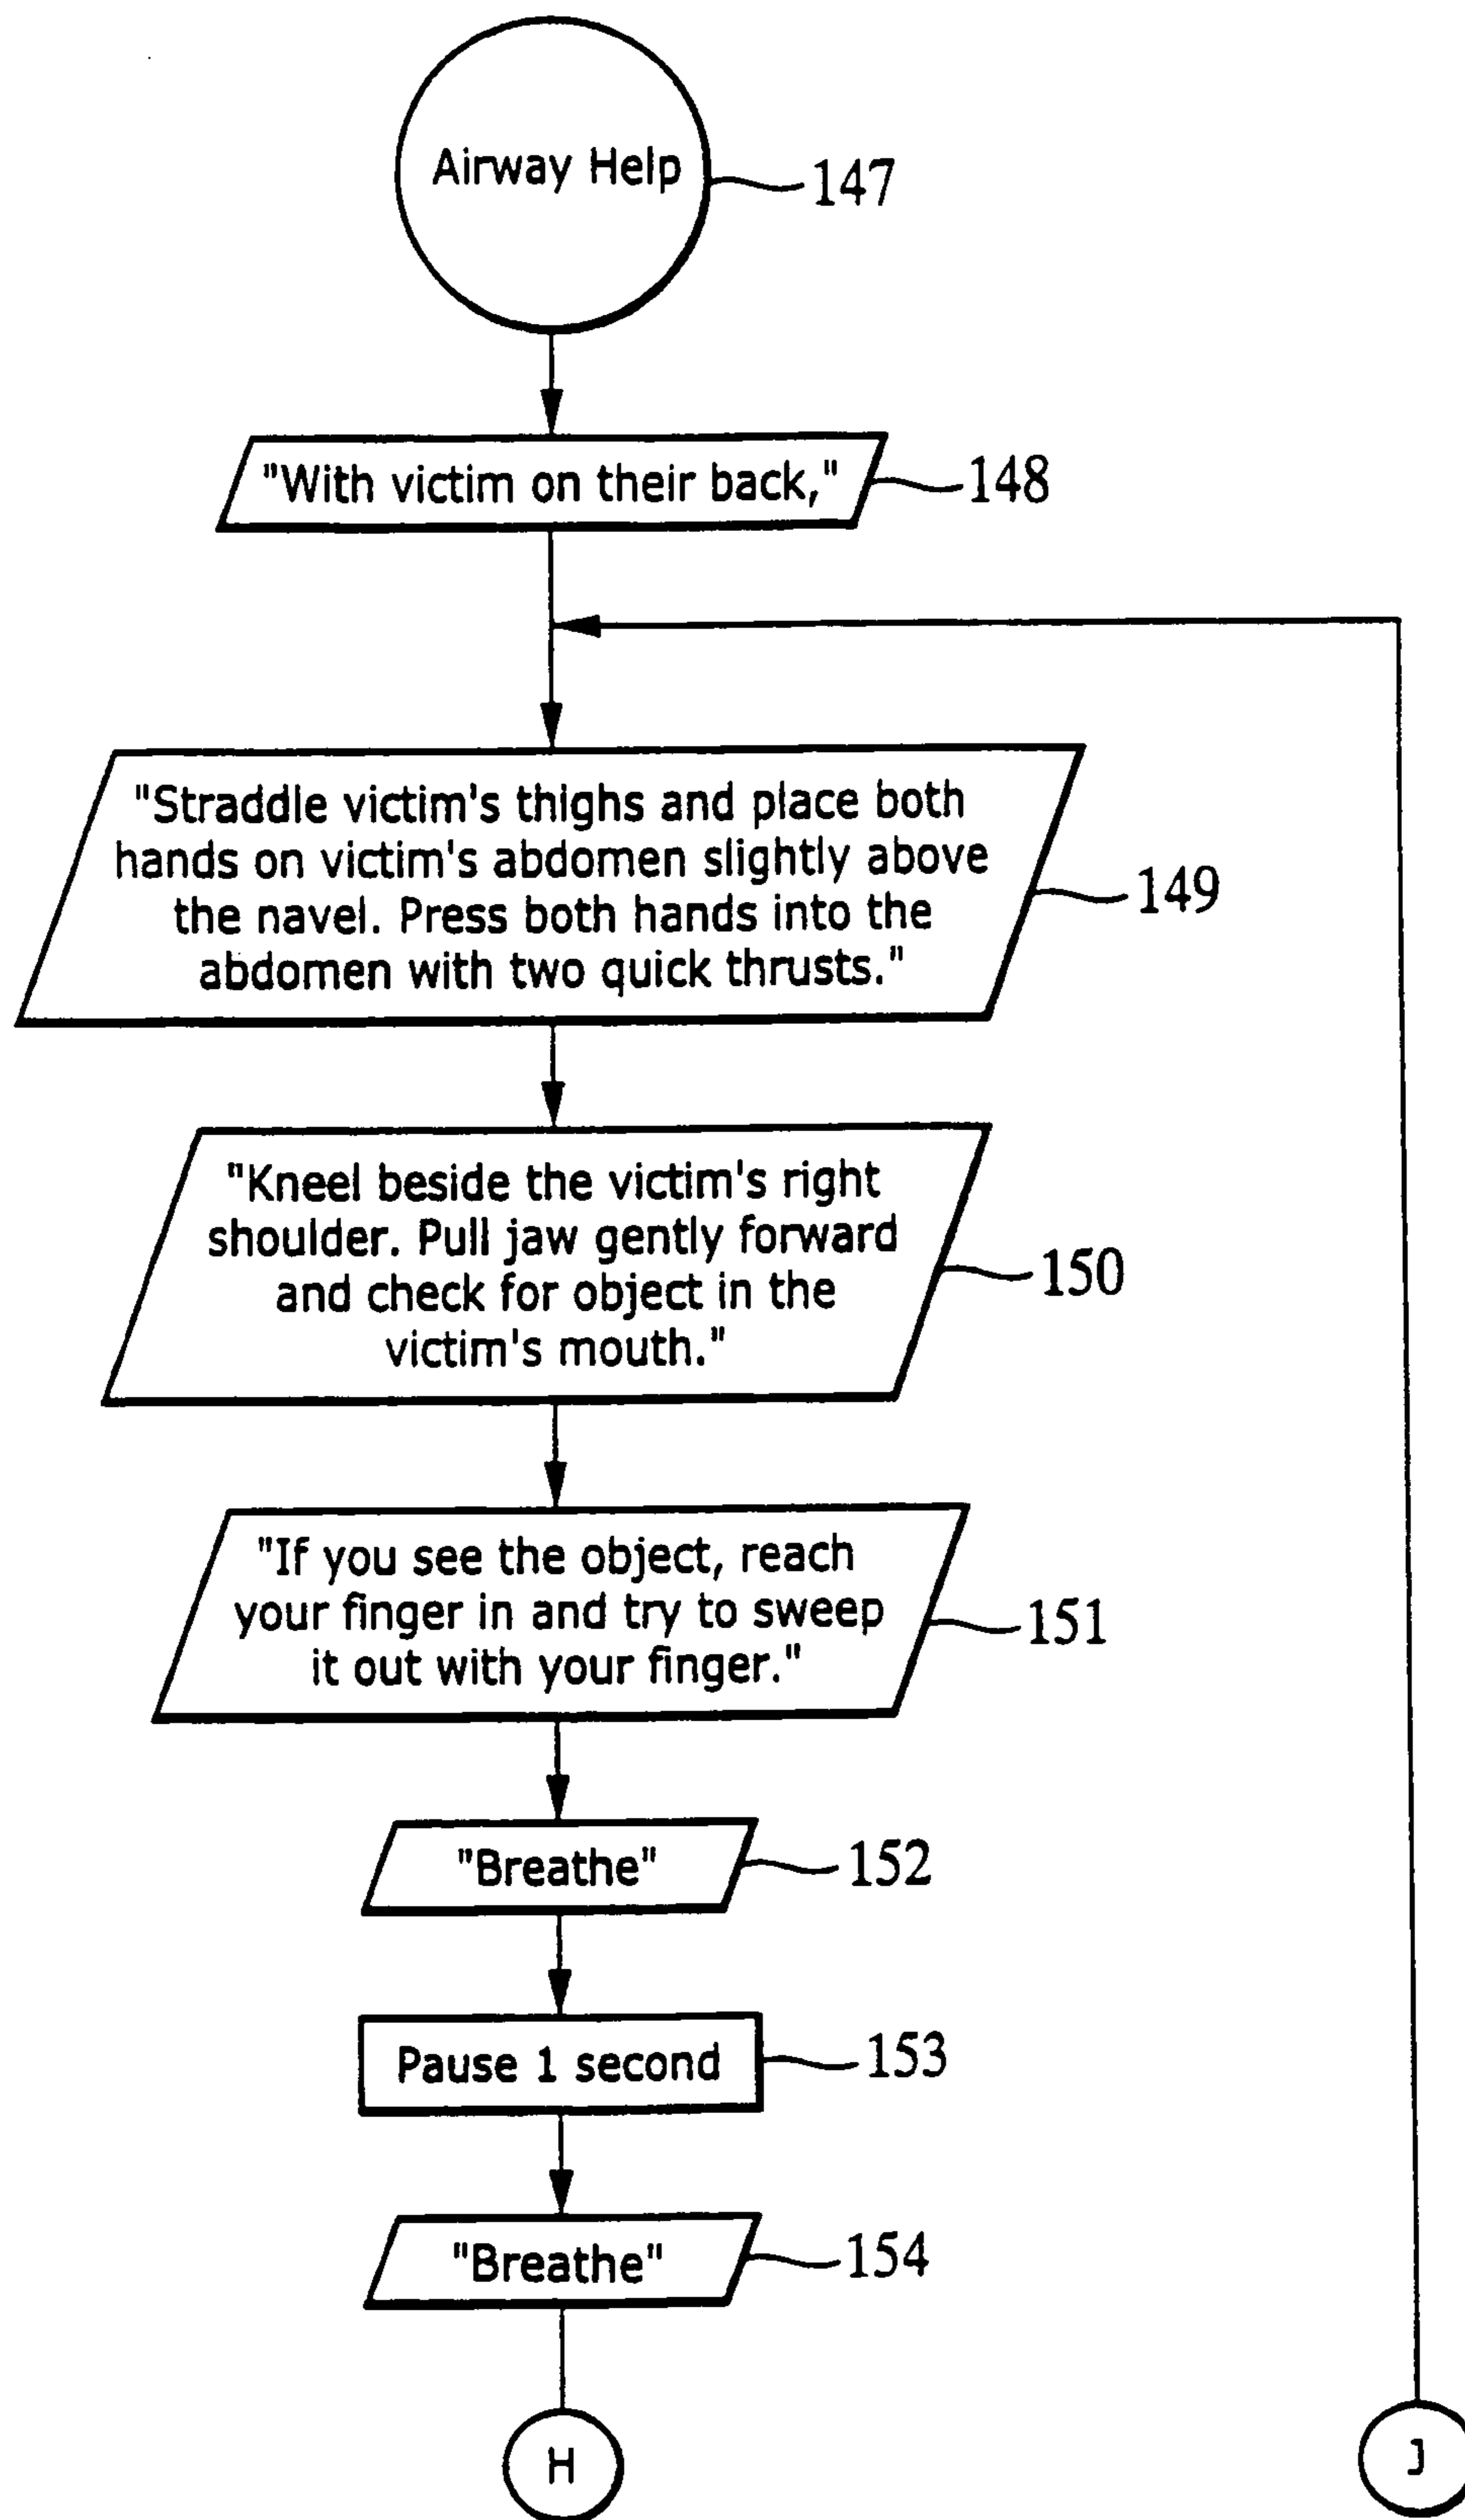 Airway Help
147
"With victim on their back,"
148
"Straddle victim's thighs and place both
hands on victim's abdomen slightly above
the navel. Press both hands into the
abdomen with two quick thrusts."
149
"Kneel beside the victim's right
shoulder. Pull jaw gently forward
and check for object in the
victim's mouth."
150
"If you see the object, reach
your finger in and try to sweep
it out with your finger."
151
"Breathe"
152
Pause 1 second
153
"Breathe"
154
H
J